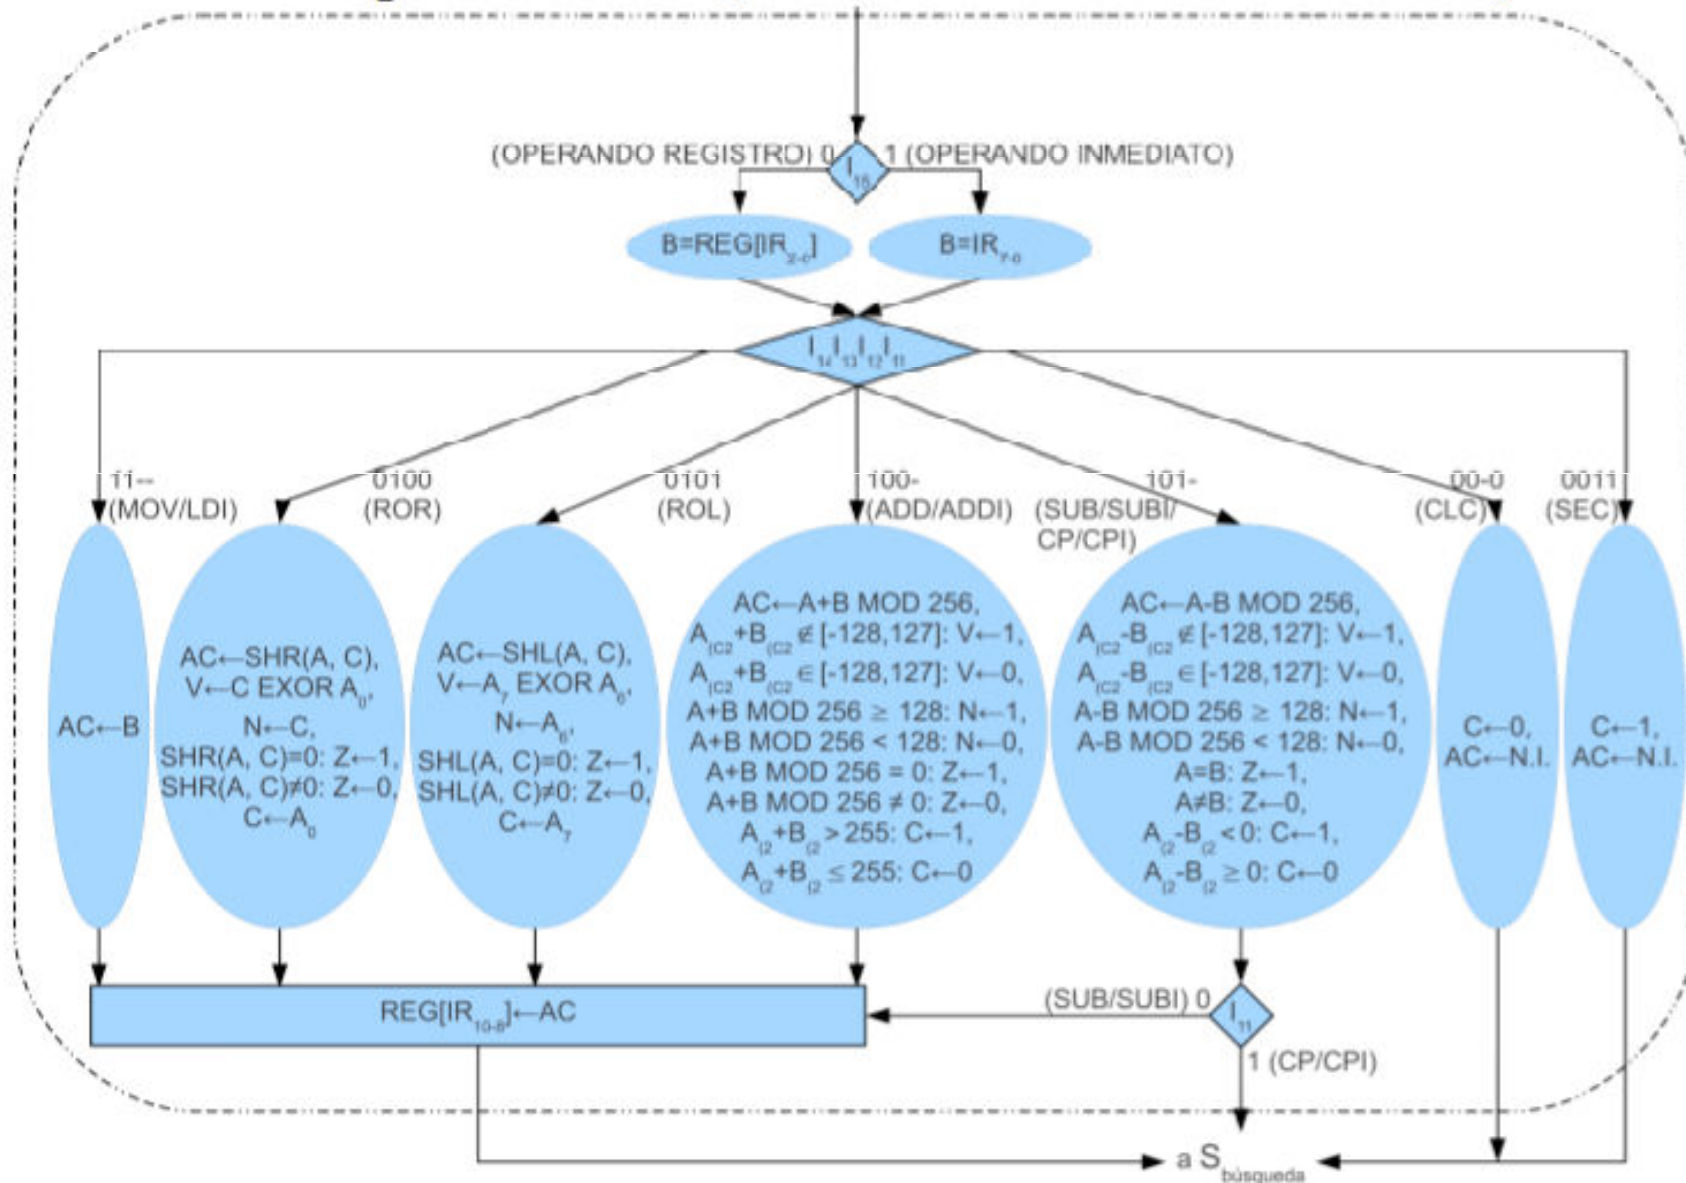 (OPERANDO REGISTRO) 0
1 (OPERANDO INMEDIATO)
I₁₅
B=REG[IR₂₋₀]
B=IR₇₋₀
I₁₄I₁₃I₁₂I₁₁
11--
(MOV/LDI)
0100
(ROR)
0101
(ROL)
100-
(ADD/ADDI)
101-
(SUB/SUBI/
CP/CPI)
00-0
(CLC)
0011
(SEC)
AC←B
AC←SHR(A, C),
V←C EXOR A₀,
N←C,
SHR(A, C)=0: Z←1,
SHR(A, C)≠0: Z←0,
C←A₀
AC←SHL(A, C),
V←A₇ EXOR A₆,
N←A₆,
SHL(A, C)=0: Z←1,
SHL(A, C)≠0: Z←0,
C←A₇
AC←A+B MOD 256,
A(C2+B(C2 ∉ [-128,127]: V←1,
A(C2+B(C2 ∈ [-128,127]: V←0,
A+B MOD 256 ≥ 128: N←1,
A+B MOD 256 < 128: N←0,
A+B MOD 256 = 0: Z←1,
A+B MOD 256 ≠ 0: Z←0,
A(2+B(2 > 255: C←1,
A(2+B(2 ≤ 255: C←0
AC←A-B MOD 256,
A(C2-B(C2 ∉ [-128,127]: V←1,
A(C2-B(C2 ∈ [-128,127]: V←0,
A-B MOD 256 ≥ 128: N←1,
A-B MOD 256 < 128: N←0,
A=B: Z←1,
A≠B: Z←0,
A(2-B(2 < 0: C←1,
A(2-B(2 ≥ 0: C←0
C←0,
AC←N.I.
C←1,
AC←N.I.
REG[IR₁₀₋₈]←AC
(SUB/SUBI) 0
I₁₁
1 (CP/CPI)
a S búsqueda